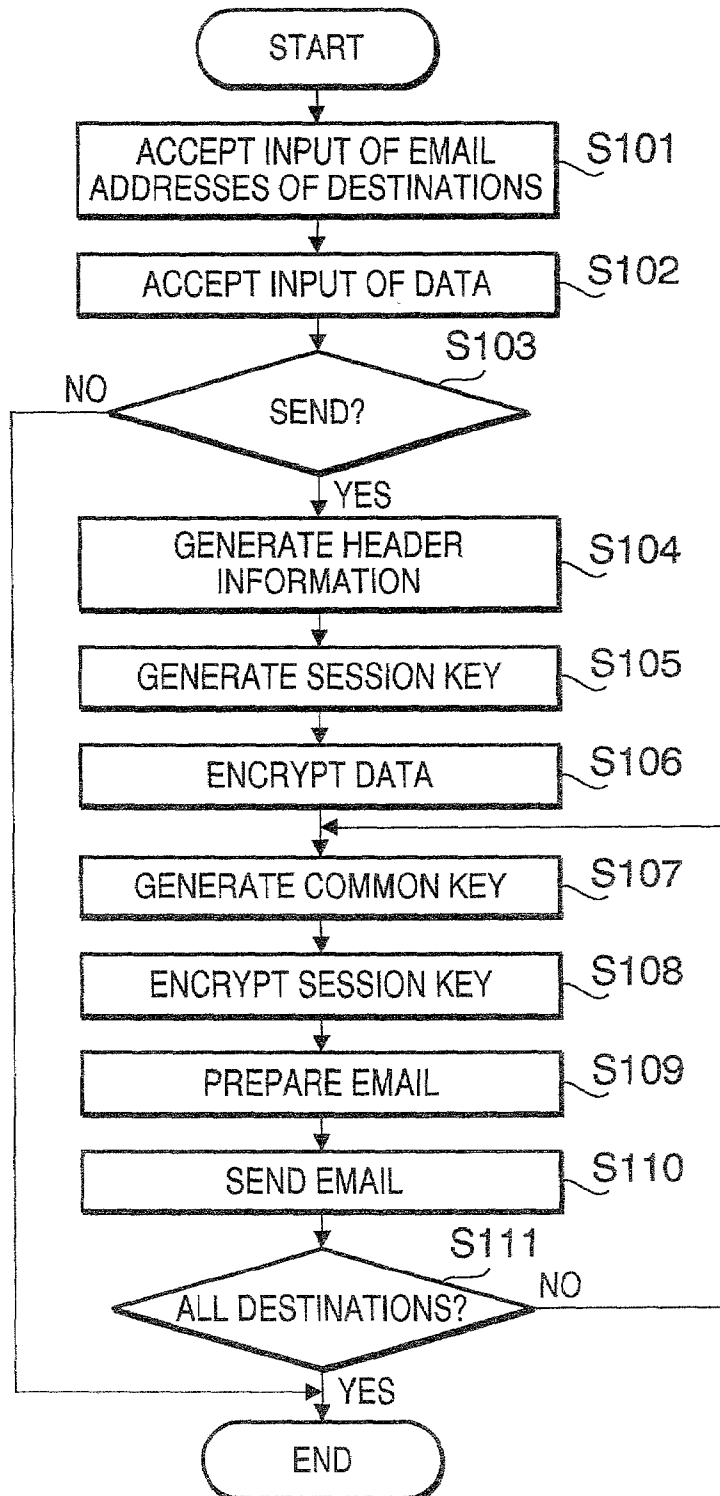 START
ACCEPT INPUT OF EMAIL
ADDRESSES OF DESTINATIONS
S101
ACCEPT INPUT OF DATA
S102
S103
NO
SEND?
YES
GENERATE HEADER
INFORMATION
S104
GENERATE SESSION KEY
S105
ENCRYPT DATA
S106
GENERATE COMMON KEY
S107
ENCRYPT SESSION KEY
S108
PREPARE EMAIL
S109
SEND EMAIL
S110
S111
ALL DESTINATIONS?
NO
YES
END